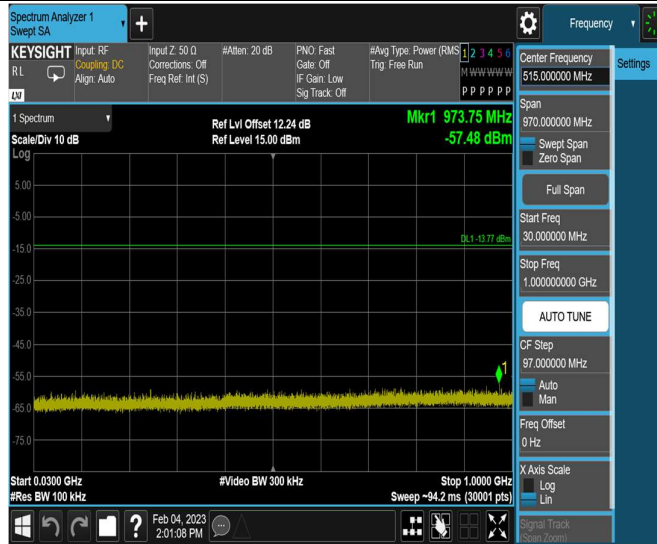 Spectrum Analyzer 1
Swept SA
+
Frequency
KEYSIGHT
Input: RF
Coupling: DC
Align: Auto
Input Z: 50 Ω
Corrections: Off
Freq Ref: Int (S)
#Atten: 20 dB
PNO: Fast
Gate: Off
IF Gain: Low
Sig Track: Off
#Avg Type: Power (RMS
Trig: Free Run
1 2 3 4 5 6
M W W W W W
P P P P P P
R L
LXI
Center Frequency
515.000000 MHz
Settings
Span
970.000000 MHz
Swept Span
Zero Span
Full Span
Start Freq
30.000000 MHz
Stop Freq
1.000000000 GHz
AUTO TUNE
CF Step
97.000000 MHz
Auto
Man
Freq Offset
0 Hz
X Axis Scale
Log
Lin
Signal Track
(Span Zoom)
1 Spectrum
Scale/Div 10 dB
Log
Ref Lvl Offset 12.24 dB
Ref Level 15.00 dBm
Mkr1 973.75 MHz
-57.48 dBm
5.00
-5.00
DL1 -13.77 dBm
-15.0
-25.0
-35.0
-45.0
1
-55.0
-65.0
-75.0
Start 0.0300 GHz
#Res BW 100 kHz
#Video BW 300 kHz
Stop 1.0000 GHz
Sweep ~94.2 ms (30001 pts)
?
Feb 04, 2023
2:01:08 PM